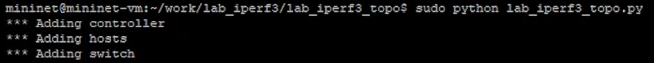 mininet@mininet-vm:~/work/lab_iperf3/lab_iperf3_topo$ sudo python lab_iperf3_topo.py
*** Adding controller
*** Adding hosts
*** Adding switch